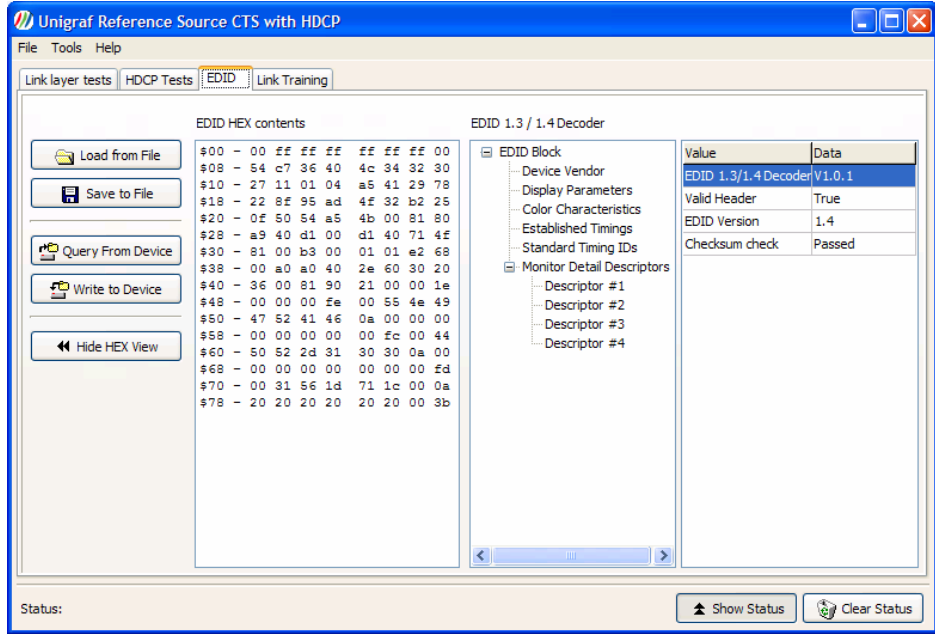 Unigraf Reference Source CTS with HDCP
File Tools Help
Link layer tests HDCP Tests EDID Link Training
EDID HEX contents
EDID 1.3 / 1.4 Decoder
Load from File
Save to File
Query From Device
Write to Device
Hide HEX View
$00 - 00 ff ff ff ff ff ff 00
$08 - 54 c7 36 40 4c 34 32 30
$10 - 27 11 01 04 a5 41 29 78
$18 - 22 8f 95 ad 4f 32 b2 25
$20 - 0f 50 54 a5 4b 00 81 80
$28 - a9 40 d1 00 d1 40 71 4f
$30 - 81 00 b3 00 01 01 e2 68
$38 - 00 a0 a0 40 2e 60 30 20
$40 - 36 00 81 90 21 00 00 1e
$48 - 00 00 00 fe 00 55 4e 49
$50 - 47 52 41 46 0a 00 00 00
$58 - 00 00 00 00 00 fc 00 44
$60 - 50 52 2d 31 30 30 0a 00
$68 - 00 00 00 00 00 00 00 fd
$70 - 00 31 56 1d 71 1c 00 0a
$78 - 20 20 20 20 20 20 00 3b
EDID Block
Device Vendor
Display Parameters
Color Characteristics
Established Timings
Standard Timing IDs
Monitor Detail Descriptors
Descriptor #1
Descriptor #2
Descriptor #3
Descriptor #4
Value Data
EDID 1.3/1.4 Decoder V1.0.1
Valid Header True
EDID Version 1.4
Checksum check Passed
Status:
Show Status
Clear Status